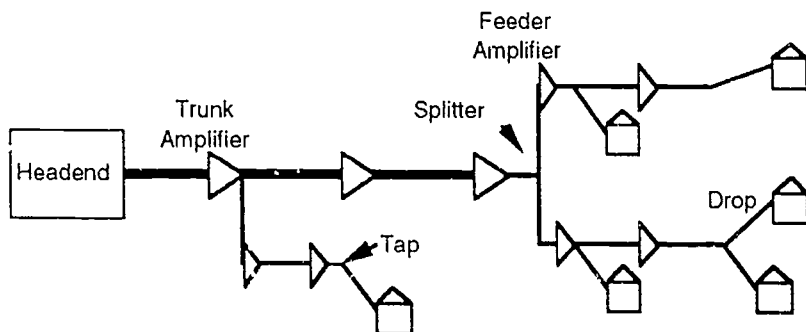 Feeder
Amplifier
Trunk
Amplifier
Splitter
Headend
Drop
Tap